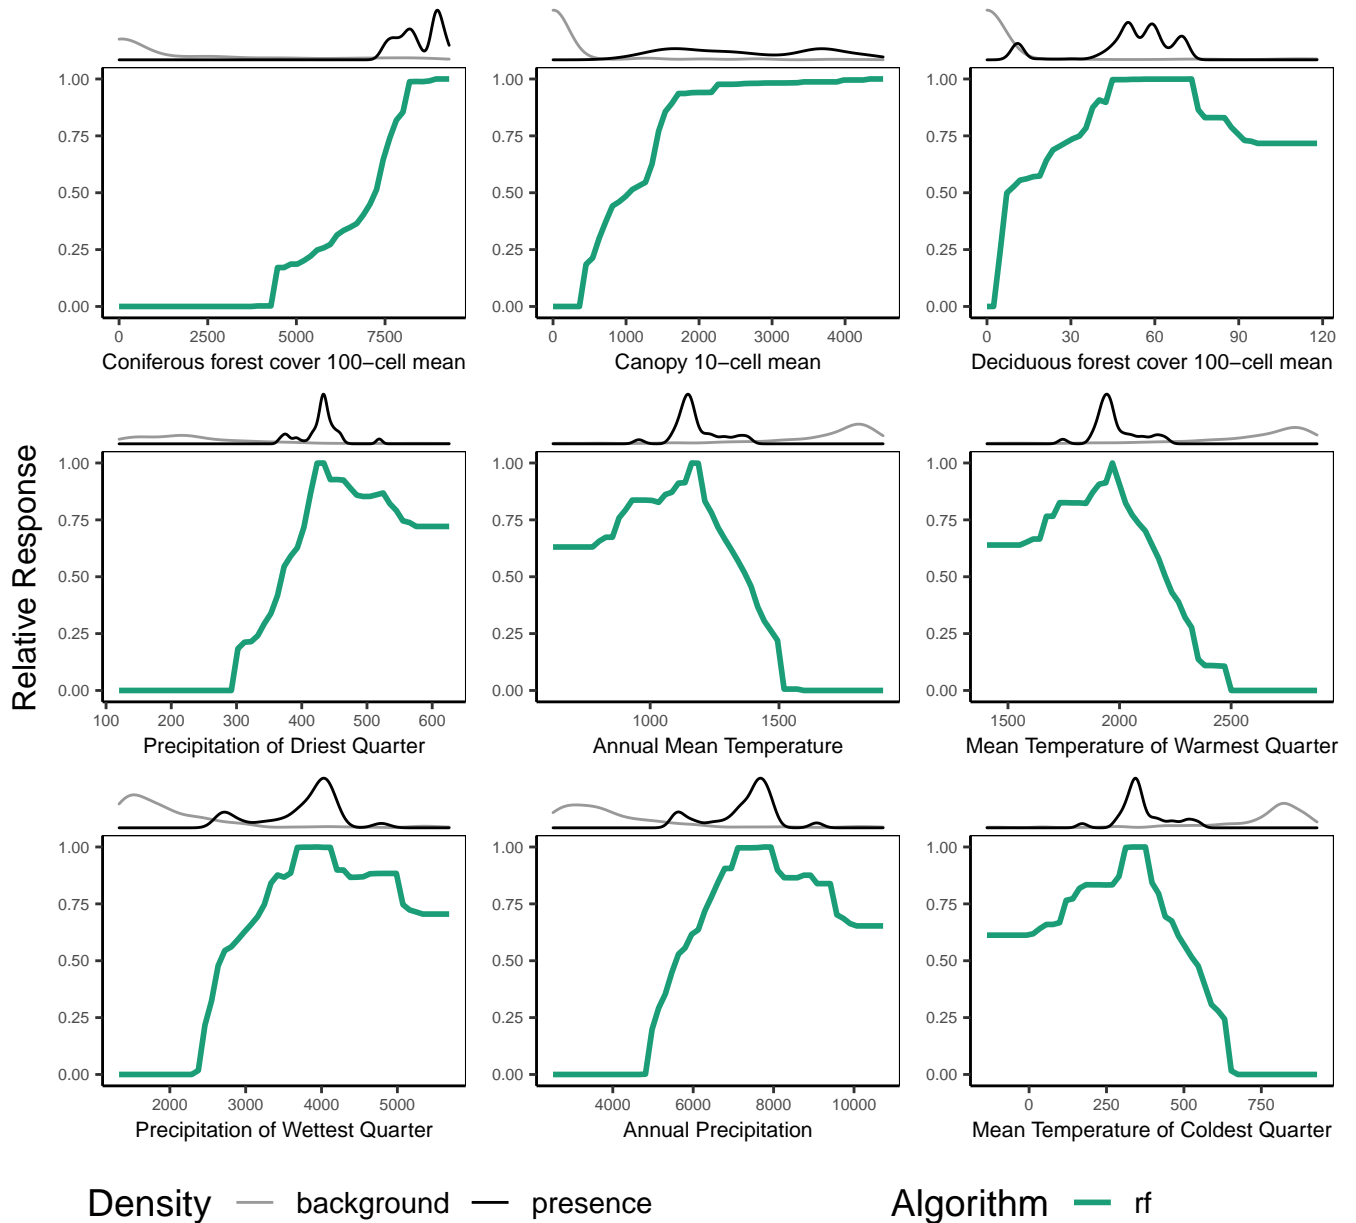 1.00
0.75
0.50
0.25
0.00
0 2500 5000 7500
Coniferous forest cover 100−cell mean
1.00
0.75
0.50
0.25
0.00
0 1000 2000 3000 4000
Canopy 10−cell mean
1.00
0.75
0.50
0.25
0.00
0 30 60 90 120
Deciduous forest cover 100−cell mean
Relative Response
1.00
0.75
0.50
0.25
0.00
100 200 300 400 500 600
Precipitation of Driest Quarter
1.00
0.75
0.50
0.25
0.00
1000 1500
Annual Mean Temperature
1.00
0.75
0.50
0.25
0.00
1500 2000 2500
Mean Temperature of Warmest Quarter
1.00
0.75
0.50
0.25
0.00
2000 3000 4000 5000
Precipitation of Wettest Quarter
1.00
0.75
0.50
0.25
0.00
4000 6000 8000 10000
Annual Precipitation
1.00
0.75
0.50
0.25
0.00
0 250 500 750
Mean Temperature of Coldest Quarter
Density background presence Algorithm rf